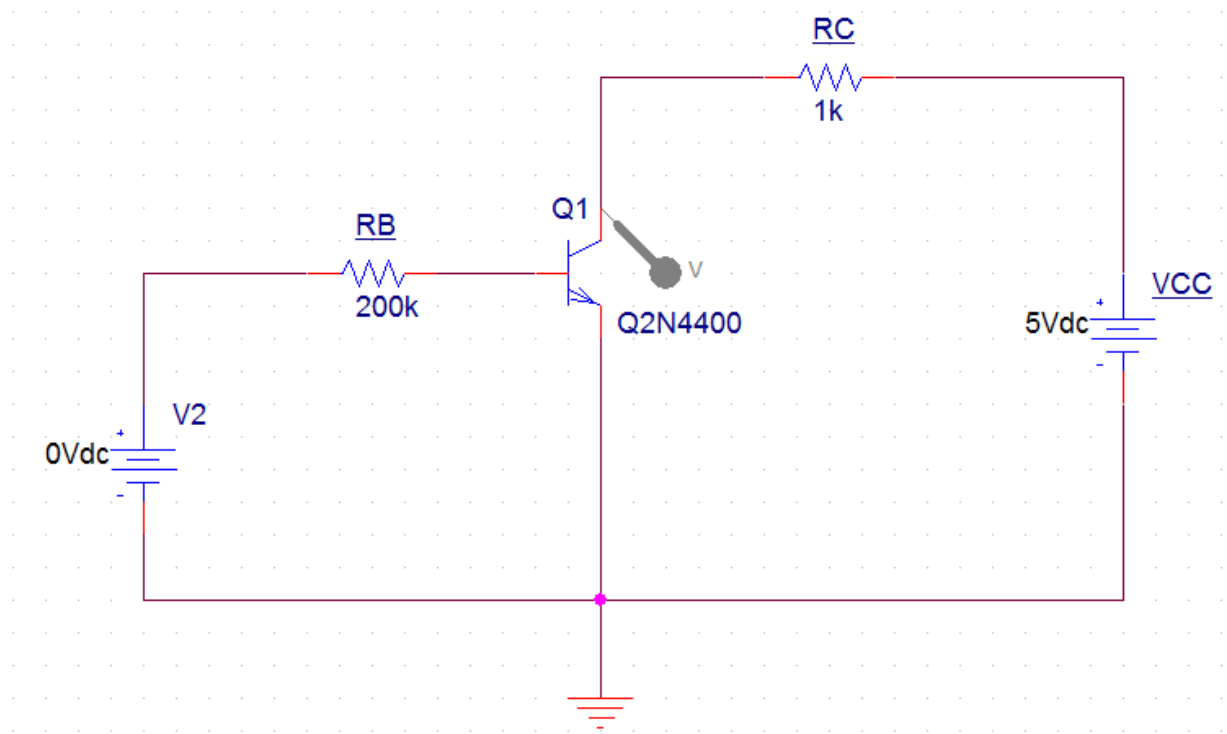 RC
1k
Q1
RB
200k
V
Q2N4400
VCC
5Vdc
V2
0Vdc
+
-
+
-